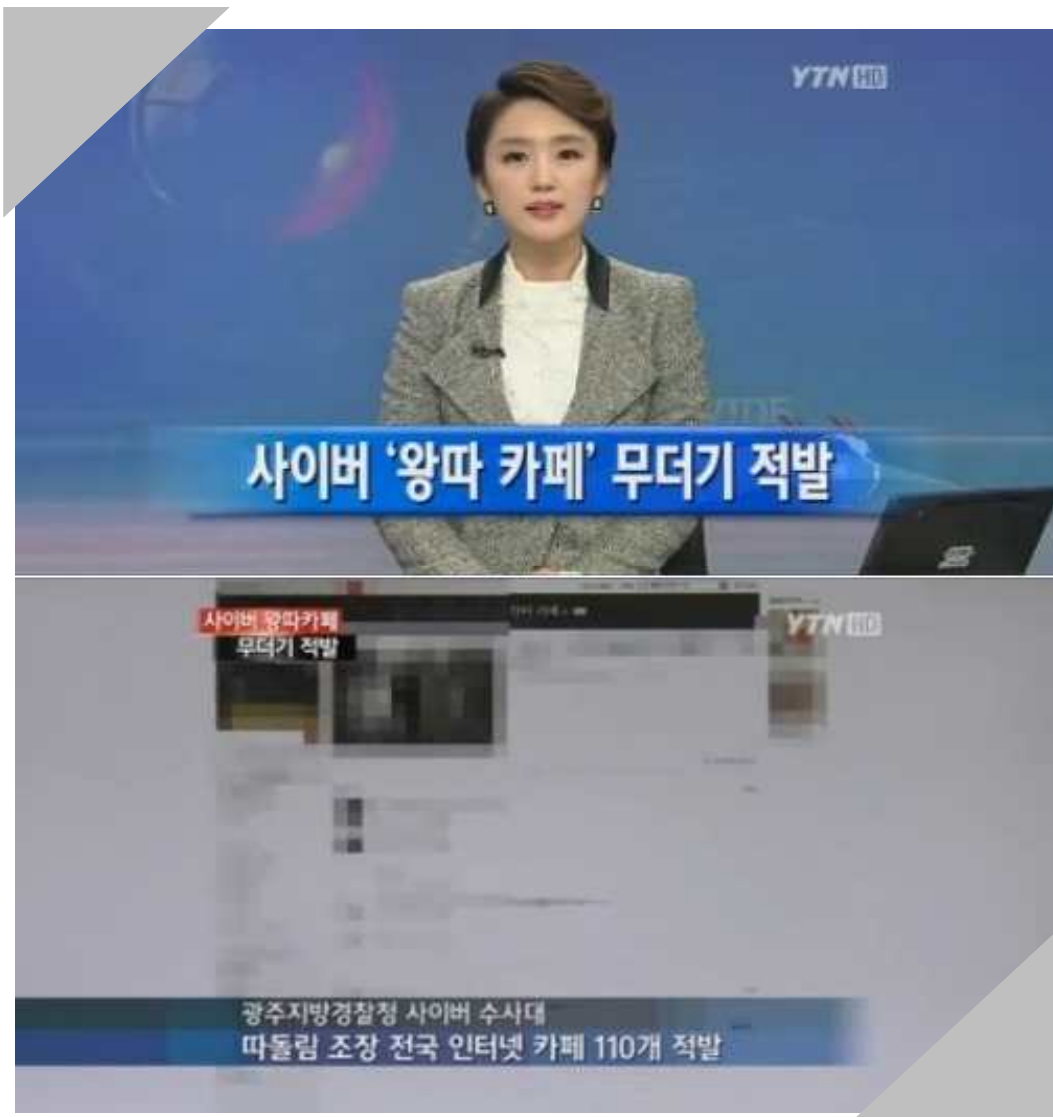 YTN HD
사이버 '왕따 카페' 무더기 적발
사이버 왕따카페
YTN HD
무더기 적발
광주지방경찰청 사이버 수사대
따돌림 조장 전국 인터넷 카페 110개 적발